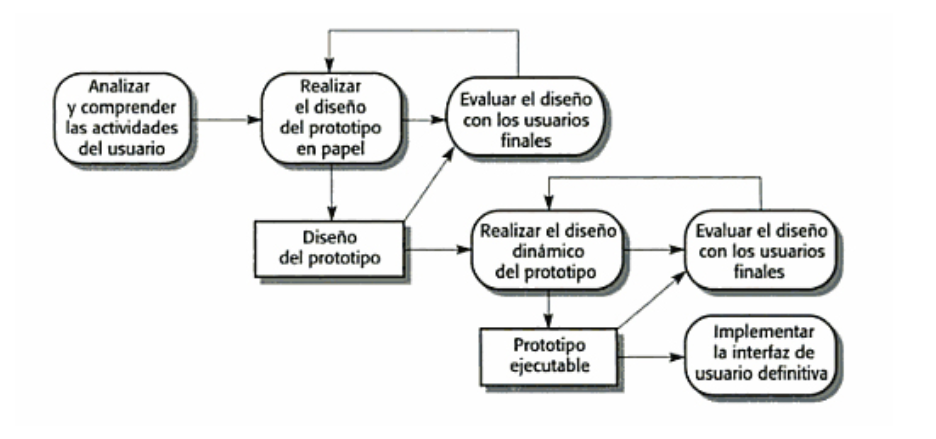 Analizar
y comprender
las actividades
del usuario
Realizar
el diseño
del prototipo
en papel
Evaluar el diseño
con los usuarios
finales
Diseño
del prototipo
Realizar el diseño
dinámico
del prototipo
Evaluar el diseño
con los usuarios
finales
Prototipo
ejecutable
Implementar
la interfaz de
usuario definitiva